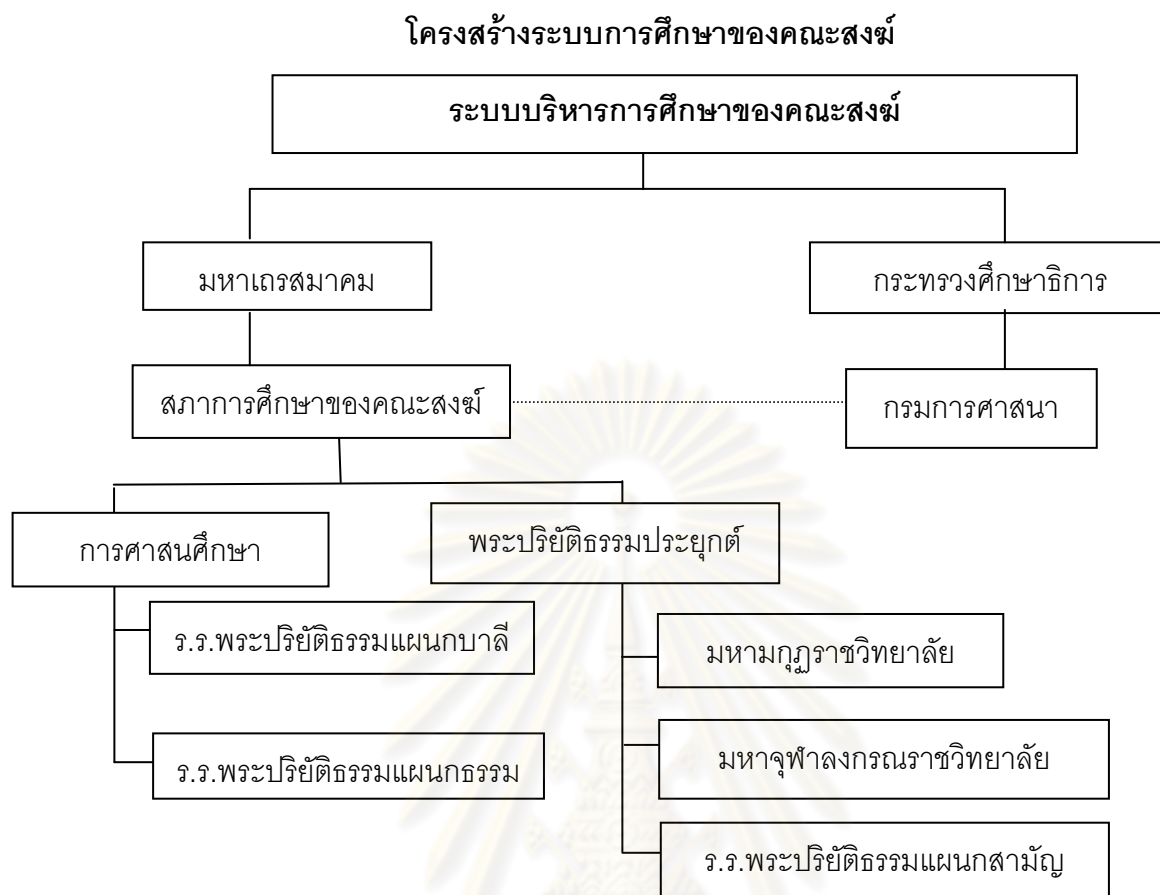 โครงสร้างระบบการศึกษาของคณะสงฆ์
ระบบบริหารการศึกษาของคณะสงฆ์
มหาเถรสมาคม
กระทรวงศึกษาธิการ
สภาการศึกษาของคณะสงฆ์
กรมการศาสนา
การศาสนศึกษา
พระปริยัติธรรมประยุกต์
ร.ร.พระปริยัติธรรมแผนกบาลี
มหามกุฏราชวิทยาลัย
ร.ร.พระปริยัติธรรมแผนกธรรม
มหาจุฬาลงกรณราชวิทยาลัย
ร.ร.พระปริยัติธรรมแผนกสามัญ